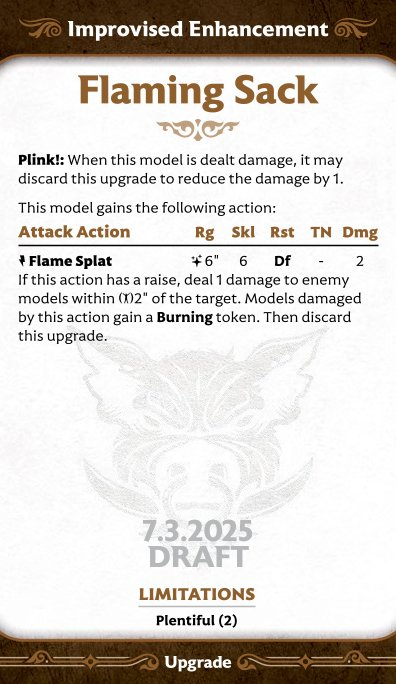 Improvised Enhancement
Flaming Sack
Plink!: When this model is dealt damage, it may
discard this upgrade to reduce the damage by 1.
This model gains the following action:
Attack Action Rg Skl Rst TN Dmg
Flame Splat 6" 6 Df - 2
If this action has a raise, deal 1 damage to enemy
models within 2" of the target. Models damaged
by this action gain a Burning token. Then discard
this upgrade.
7.3.2025
DRAFT
LIMITATIONS
Plentiful (2)
Upgrade